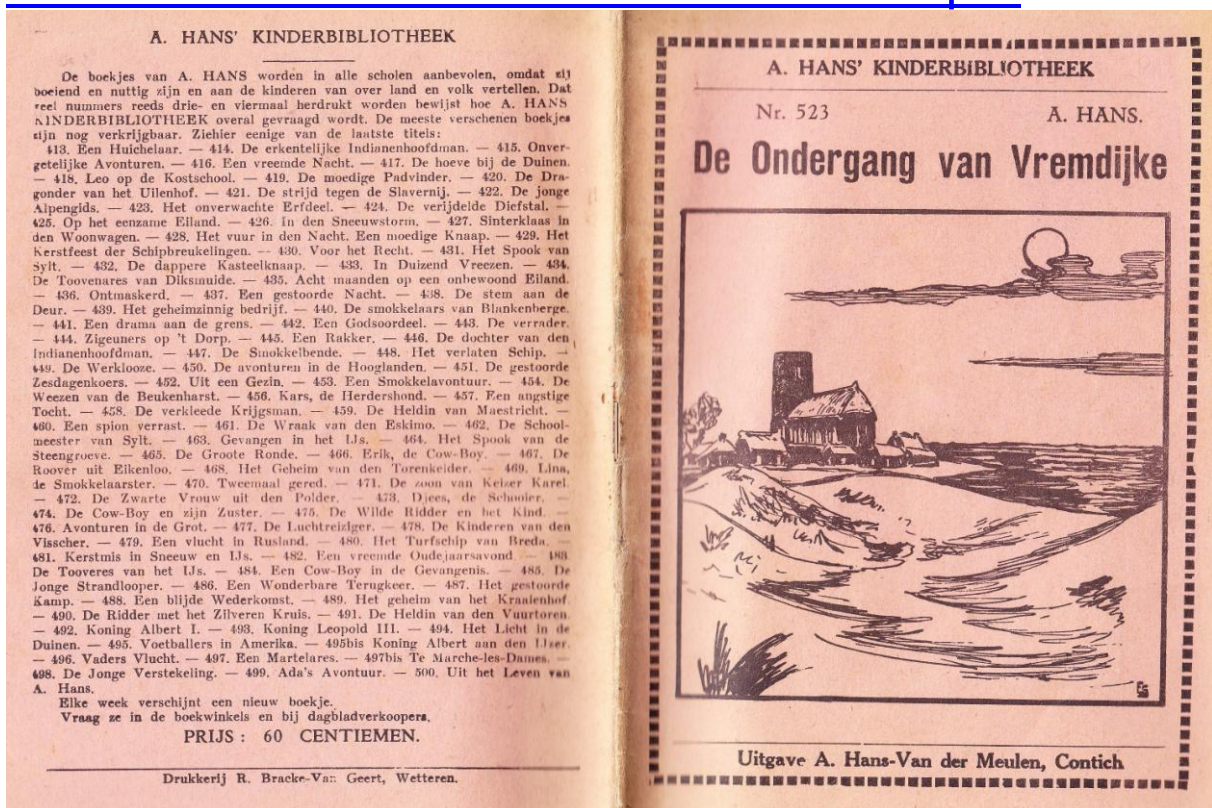 A. HANS' KINDERBIBLIOTHEEK
De boekjes van A. HANS worden in alle scholen aanbevolen, omdat zij
boeiend en nuttig zijn en aan de kinderen van over land en volk vertellen. Dat
veel nummers reeds drie- en viermaal herdrukt worden bewijst hoe A. HANS
KINDERBIBLIOTHEEK overal gevraagd wordt. De meeste verschenen boekjes
zijn nog verkrijgbaar. Ziehier eenige van de laatste titels:
413. Een Huichelaar. — 414. De erkentelijke Indianenhoofdman. — 415. Onver-
getelijke Avonturen. — 416. Een vreemde Nacht. — 417. De hoeve bij de Duinen.
— 418. Leo op de Kostschool. — 419. De moedige Padvinder. — 420. De Dra-
gonder van het Uilenhof. — 421. De strijd tegen de Slavernij. — 422. De jonge
Alpengids. — 423. Het onverwachte Erfdeel. — 424. De verijdelde Diefstal. —
425. Op het eenzame Eiland. — 426. In den Sneeuwstorm. — 427. Sinterklaas in
den Woonwagen. — 428. Het vuur in den Nacht. Een moedige Knaap. — 429. Het
Kerstfeest der Schipbreukelingen. — 430. Voor het Recht. — 431. Het Spook van
Sylt. — 432. De dappere Kasteelknaap. — 433. In Duizend Vreezen. — 434.
De Toovenares van Diksmuide. — 435. Acht maanden op een onbewoond Eiland.
— 436. Ontmaskerd. — 437. Een gestoorde Nacht. — 438. De stem aan de
Deur. — 439. Het geheimzinnig bedrijf. — 440. De smokkelaars van Blankenberge.
— 441. Een drama aan de grens. — 442. Een Godsoordeel. — 443. De verrader.
— 444. Zigeuners op 't Dorp. — 445. Een Rakker. — 446. De dochter van den
Indianenhoofdman. — 447. De Smokkelbende. — 448. Het verlaten Schip. —
449. De Werklooze. — 450. De avonturen in de Hooglanden. — 451. De gestoorde
Zesdagenkoers. — 452. Uit een Gezin. — 453. Een Smokkelavontuur. — 454. De
Weezen van de Beukenharst. — 456. Kars, de Herdershond. — 457. Een angstige
Tocht. — 458. De verkleede Krijgsman. — 459. De Heldin van Maestricht. —
460. Een spion verrast. — 461. De Wraak van den Eskimo. — 462. De School-
meester van Sylt. — 463. Gevangen in het IJs. — 464. Het Spook van de
Steengroeve. — 465. De Groote Ronde. — 466. Erik, de Cow-Boy. — 467. De
Roover uit Eikenloo. — 468. Het Geheim van den Torenkelder. — 469. Lina,
de Smokkelaarster. — 470. Tweemaal gered. — 471. De zoon van Keizer Karel.
— 472. De Zwarte Vrouw uit den Polder. — 473. Djees, de Schooier. —
474. De Cow-Boy en zijn Zuster. — 475. De Wilde Ridder en het Kind. —
476. Avonturen in de Grot. — 477. De Luchtreiziger. — 478. De Kinderen van den
Visscher. — 479. Een vlucht in Rusland. — 480. Het Turfschip van Breda. —
481. Kerstmis in Sneeuw en IJs. — 482. Een vreemde Oudejaarsavond — 483.
De Tooveres van het IJs. — 484. Een Cow-Boy in de Gevangenis. — 485. De
Jonge Strandlooper. — 486. Een Wonderbare Terugkeer. — 487. Het gestoorde
Kamp. — 488. Een blijde Wederkomst. — 489. Het geheim van het Kraaienhof.
— 490. De Ridder met het Zilveren Kruis. — 491. De Heldin van den Vuurtoren.
— 492. Koning Albert I. — 493. Koning Leopold III. — 494. Het Licht in de
Duinen. — 495. Voetballers in Amerika. — 495bis Koning Albert aan den IJzer.
— 496. Vaders Vlucht. — 497. Een Martelares. — 497bis Te Marche-les-Dames. —
498. De Jonge Verstekeling. — 499. Ada's Avontuur. — 500. Uit het Leven van
A. Hans.
Elke week verschijnt een nieuw boekje.
Vraag ze in de boekwinkels en bij dagbladverkoopers.
PRIJS : 60 CENTIEMEN.
Drukkerij R. Bracke-Van Geert, Wetteren.
A. HANS' KINDERBIBLIOTHEEK
Nr. 523 A. HANS.
De Ondergang van Vremdijke
Uitgave A. Hans-Van der Meulen, Contich